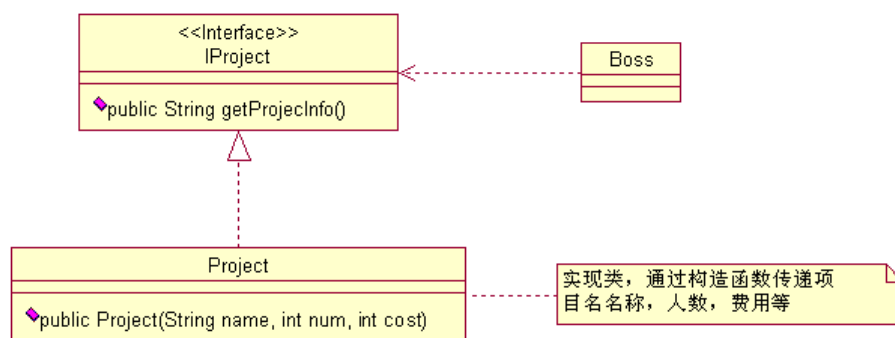 <<Interface>>
IProject
public String getProjecInfo()
Boss
Project
public Project(String name, int num, int cost)
实现类，通过构造函数传递项
目名名称，人数，费用等